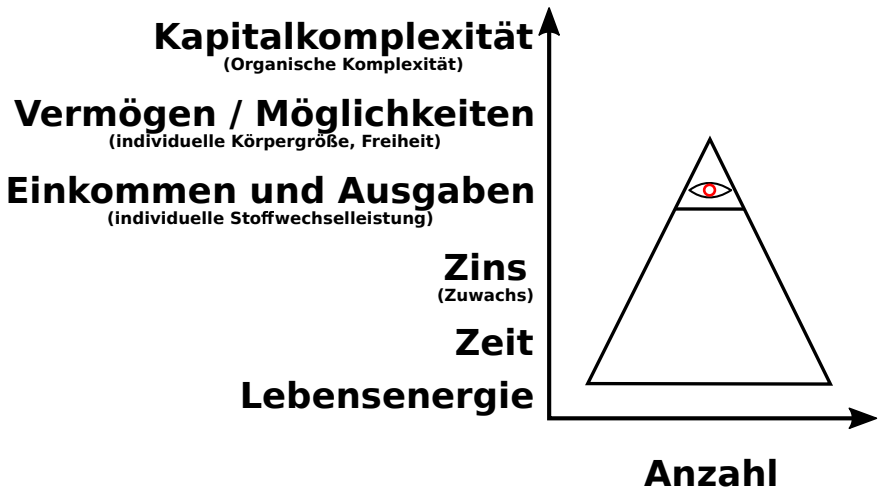 Kapitalkomplexität
(Organische Komplexität)
Vermögen / Möglichkeiten
(individuelle Körpergröße, Freiheit)
Einkommen und Ausgaben
(individuelle Stoffwechselleistung)
Zins
(Zuwachs)
Zeit
Lebensenergie
Anzahl